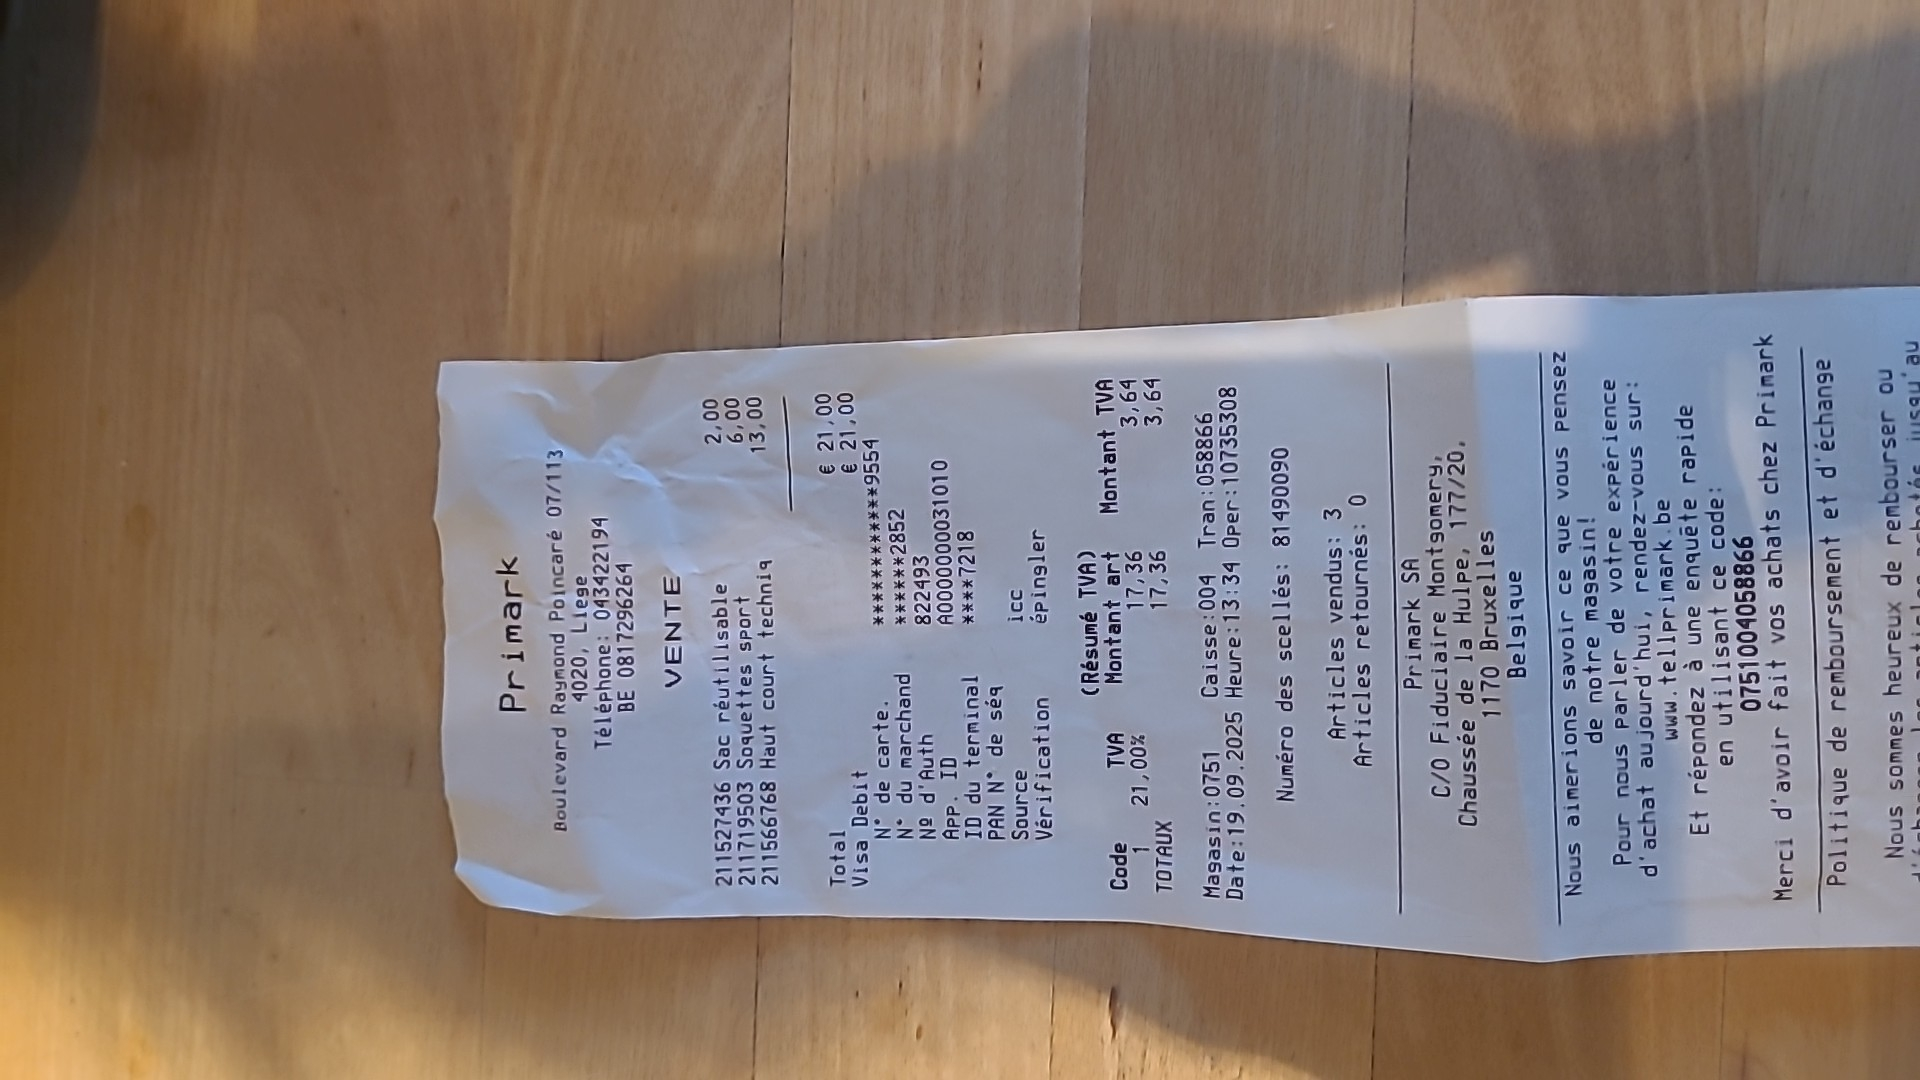 Primark
Boulevard Raymond Poincaré 07/113
4020, Liege
Téléphone: 043422194
BE 0817296264
VENTE
211527436 Sac réutilisable 2,00
211719503 Soquettes sport 6,00
211566768 Haut court techniq 13,00
Total € 21,00
Visa Debit € 21,00
N° de carte. ************9554
N° du marchand ******2852
Nº d'Auth 822493
APP. ID A0000000031010
ID du terminal ****7218
PAN N° de séq
Source icc
Vérification épingler
(Résumé TVA)
Code TVA Montant art Montant TVA
1 21,00% 17,36 3,64
TOTAUX 17,36 3,64
Magasin:0751 Caisse:004 Tran:058866
Date:19.09.2025 Heure:13:34 Oper:10735308
Numéro des scellés: 81490090
Articles vendus: 3
Articles retournés: 0
Primark SA
C/O Fiduciaire Montgomery,
Chaussée de la Hulpe, 177/20,
1170 Bruxelles
Belgique
Nous aimerions savoir ce que vous pensez
de notre magasin!
Pour nous parler de votre expérience
d'achat aujourd'hui, rendez-vous sur:
www.tellprimark.be
Et répondez à une enquête rapide
en utilisant ce code:
0751004058866
Merci d'avoir fait vos achats chez Primark
Politique de remboursement et d'échange
Nous sommes heureux de rembourser ou
jusqu'au